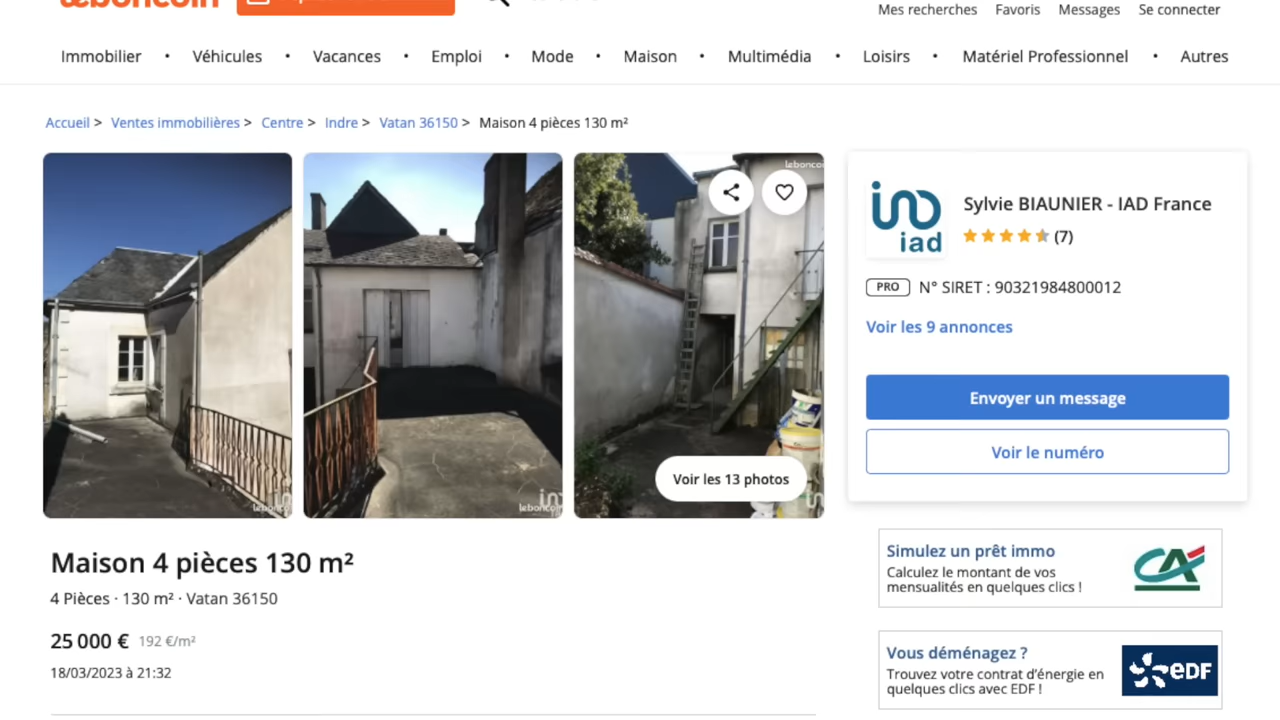 leboncoin
Mes recherches Favoris Messages Se connecter
Immobilier • Véhicules • Vacances • Emploi • Mode • Maison • Multimédia • Loisirs • Matériel Professionnel • Autres
Accueil > Ventes immobilières > Centre > Indre > Vatan 36150 > Maison 4 pièces 130 m²
leboncoin
leboncoin
leboncoin
Voir les 13 photos
iad
Sylvie BIAUNIER - IAD France
(7)
PRO N° SIRET : 90321984800012
Voir les 9 annonces
Envoyer un message
Voir le numéro
Maison 4 pièces 130 m²
4 Pièces · 130 m² · Vatan 36150
25 000 € 192 €/m²
18/03/2023 à 21:32
Simulez un prêt immo
Calculez le montant de vos
mensualités en quelques clics !
CA
Vous déménagez ?
Trouvez votre contrat d'énergie en
quelques clics avec EDF !
EDF